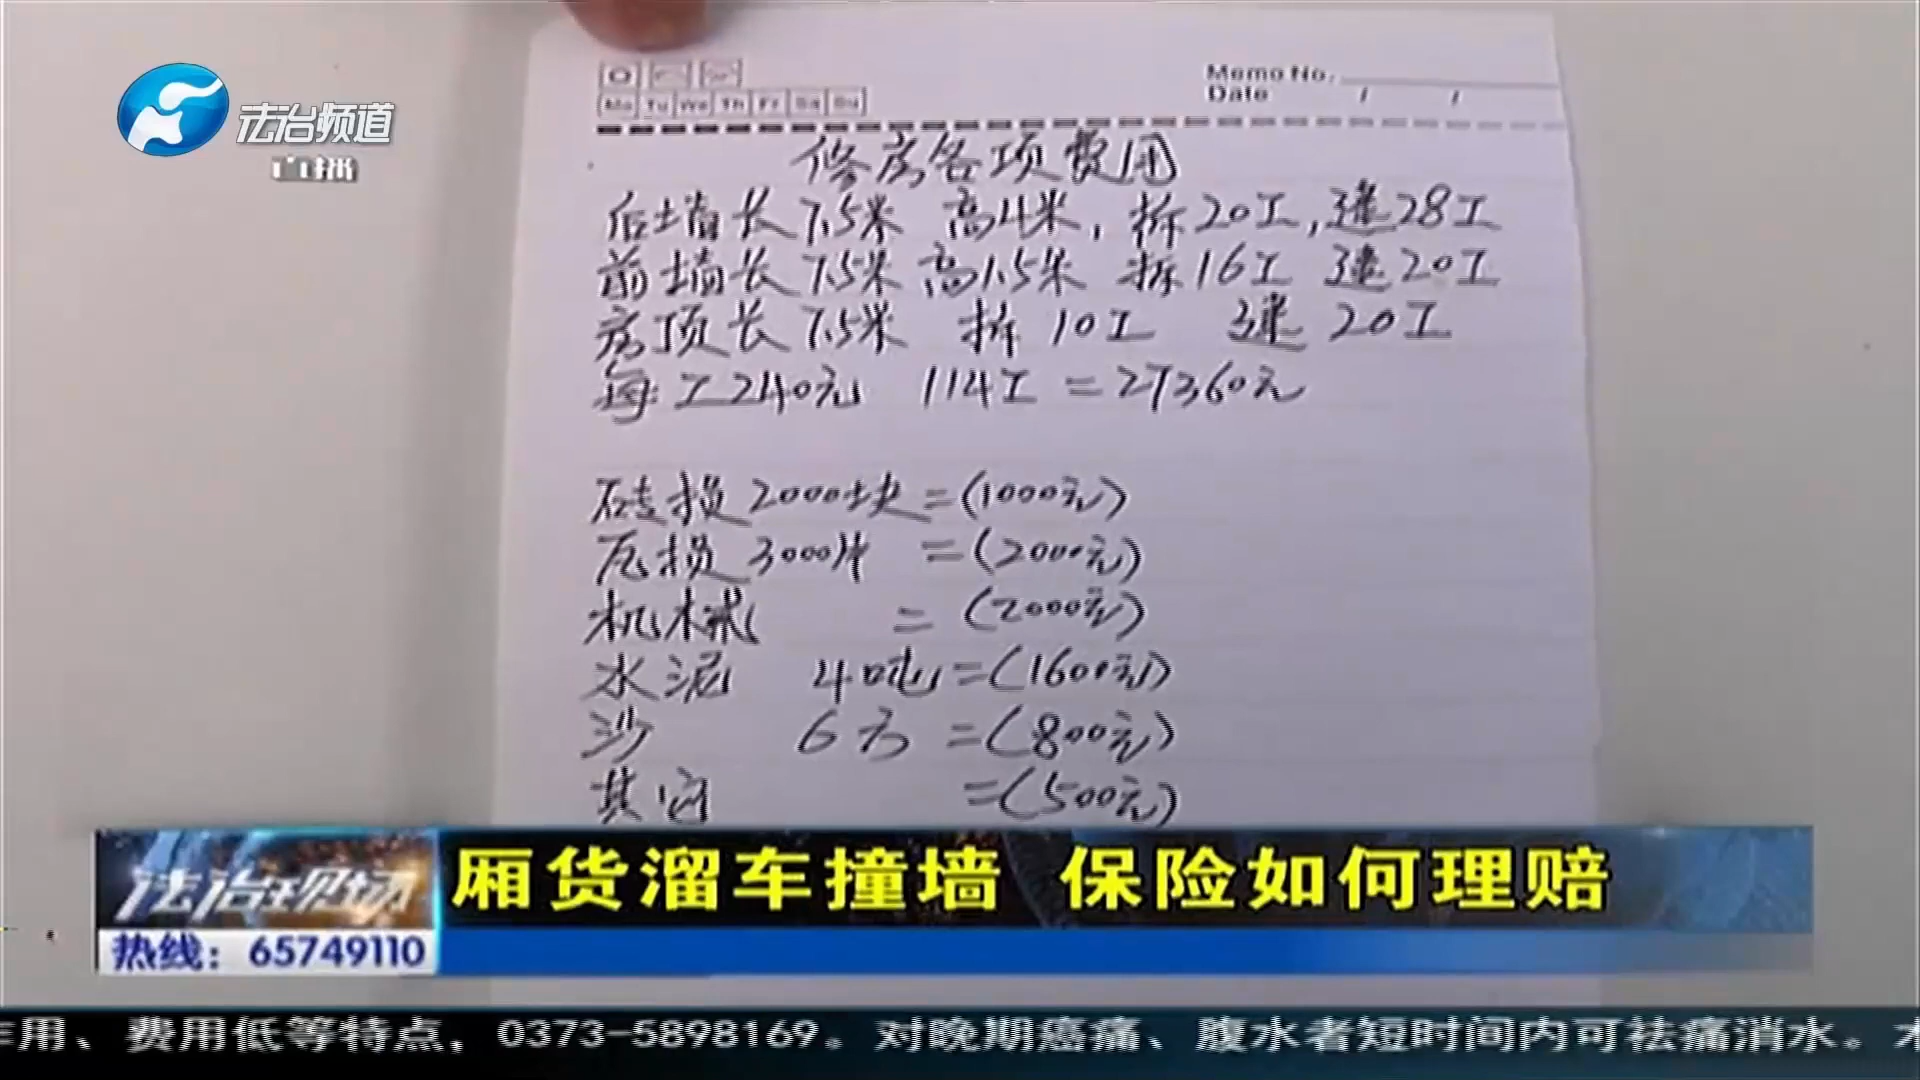 法治频道
直播
Memo No.
Mo Tu We Th Fr Sa Su
Date / /
修房各项费用
后墙长7.5米 高4米,拆20工,建28工
前墙长7.5米 高1.5米 拆16工 建20工
房顶长7.5米 拆10工 建20工
每工240元 114工=27360元
砖损2000块=(1000元)
瓦损3000片=(2000元)
机械=(2000元)
水泥 4吨=(1600元)
沙 6方=(800元)
其它=(500元)
法治现场
厢货溜车撞墙 保险如何理赔
热线：65749110
用、费用低等特点，0373-5898169。对晚期癌痛、腹水者短时间内可祛痛消水。